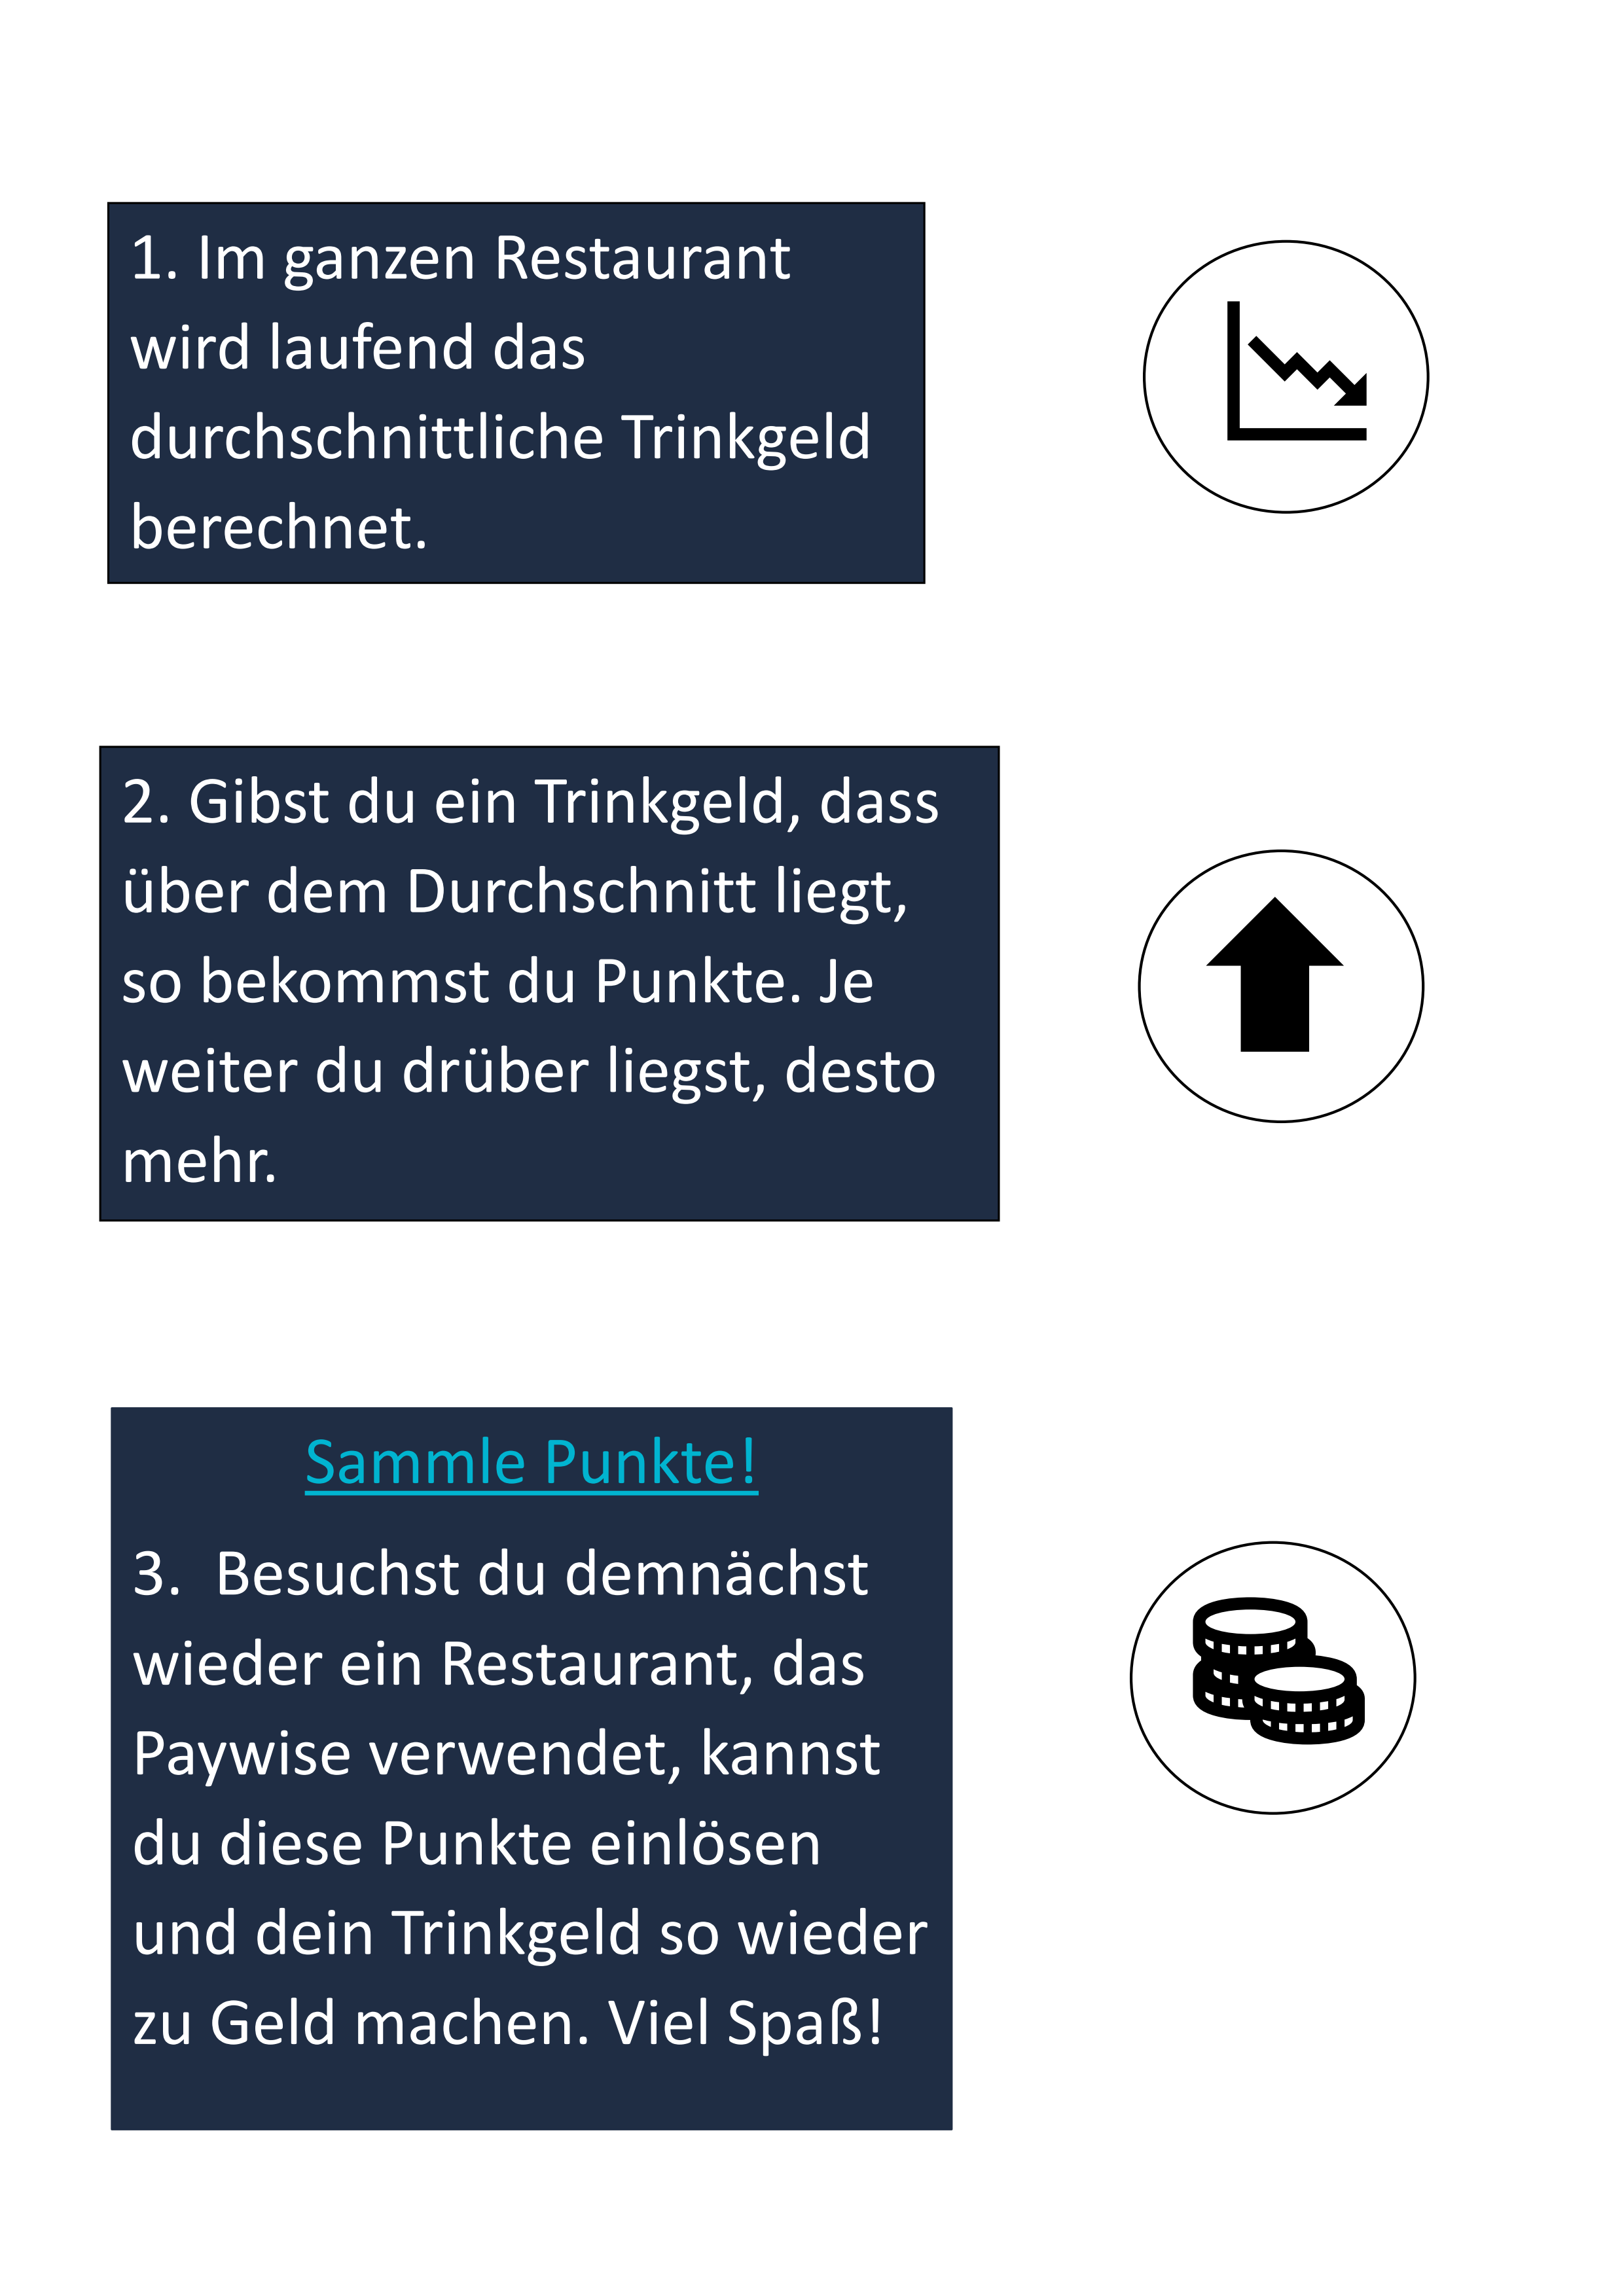 1. Im ganzen Restaurant
wird laufend das
durchschnittliche Trinkgeld
berechnet.
2. Gibst du ein Trinkgeld, dass
über dem Durchschnitt liegt,
so bekommst du Punkte. Je
weiter du drüber liegst, desto
mehr.
Sammle Punkte!
3. Besuchst du demnächst
wieder ein Restaurant, das
Paywise verwendet, kannst
du diese Punkte einlösen
und dein Trinkgeld so wieder
zu Geld machen. Viel Spaß!